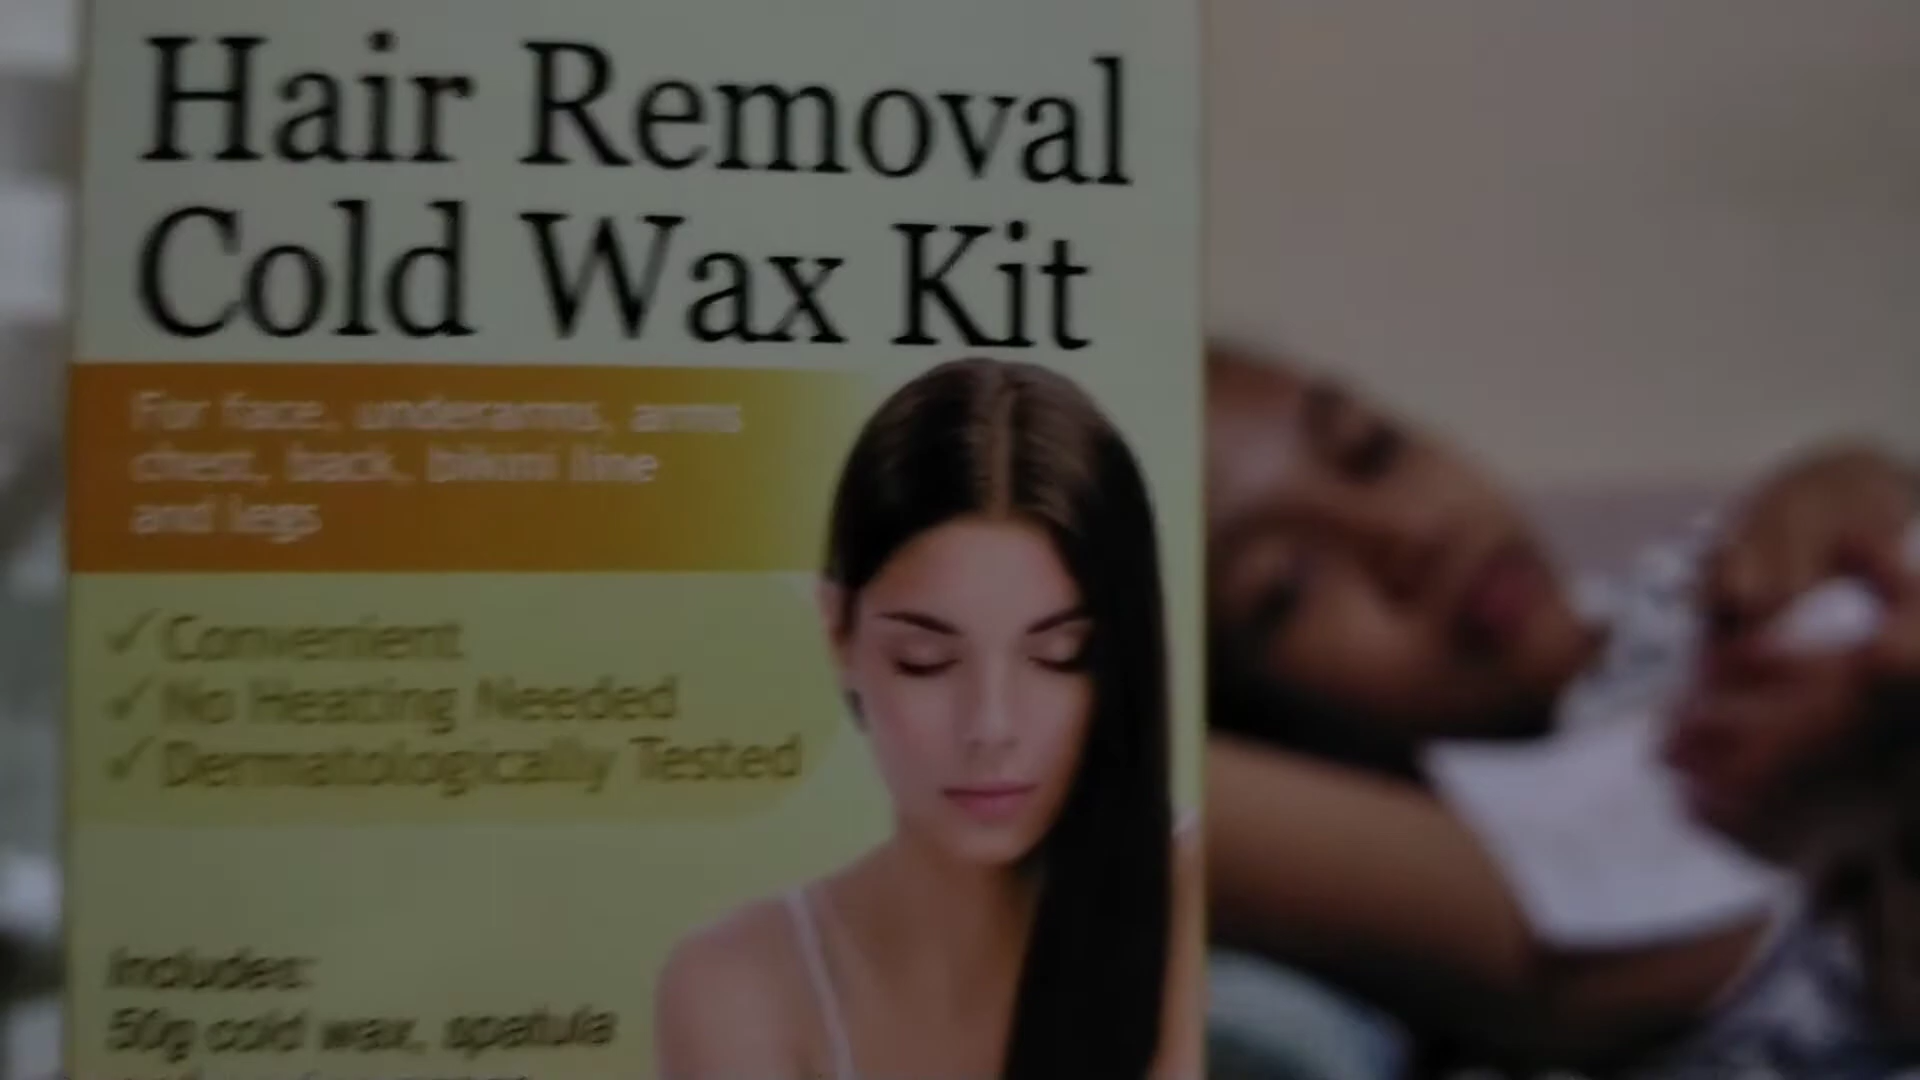 Hair Removal
Cold Wax Kit
For face, underarms, arms
chest, back, bikini line
and legs
✓ Convenient
✓ No Heating Needed
✓ Dermatologically Tested
Includes:
50g cold wax, spatula